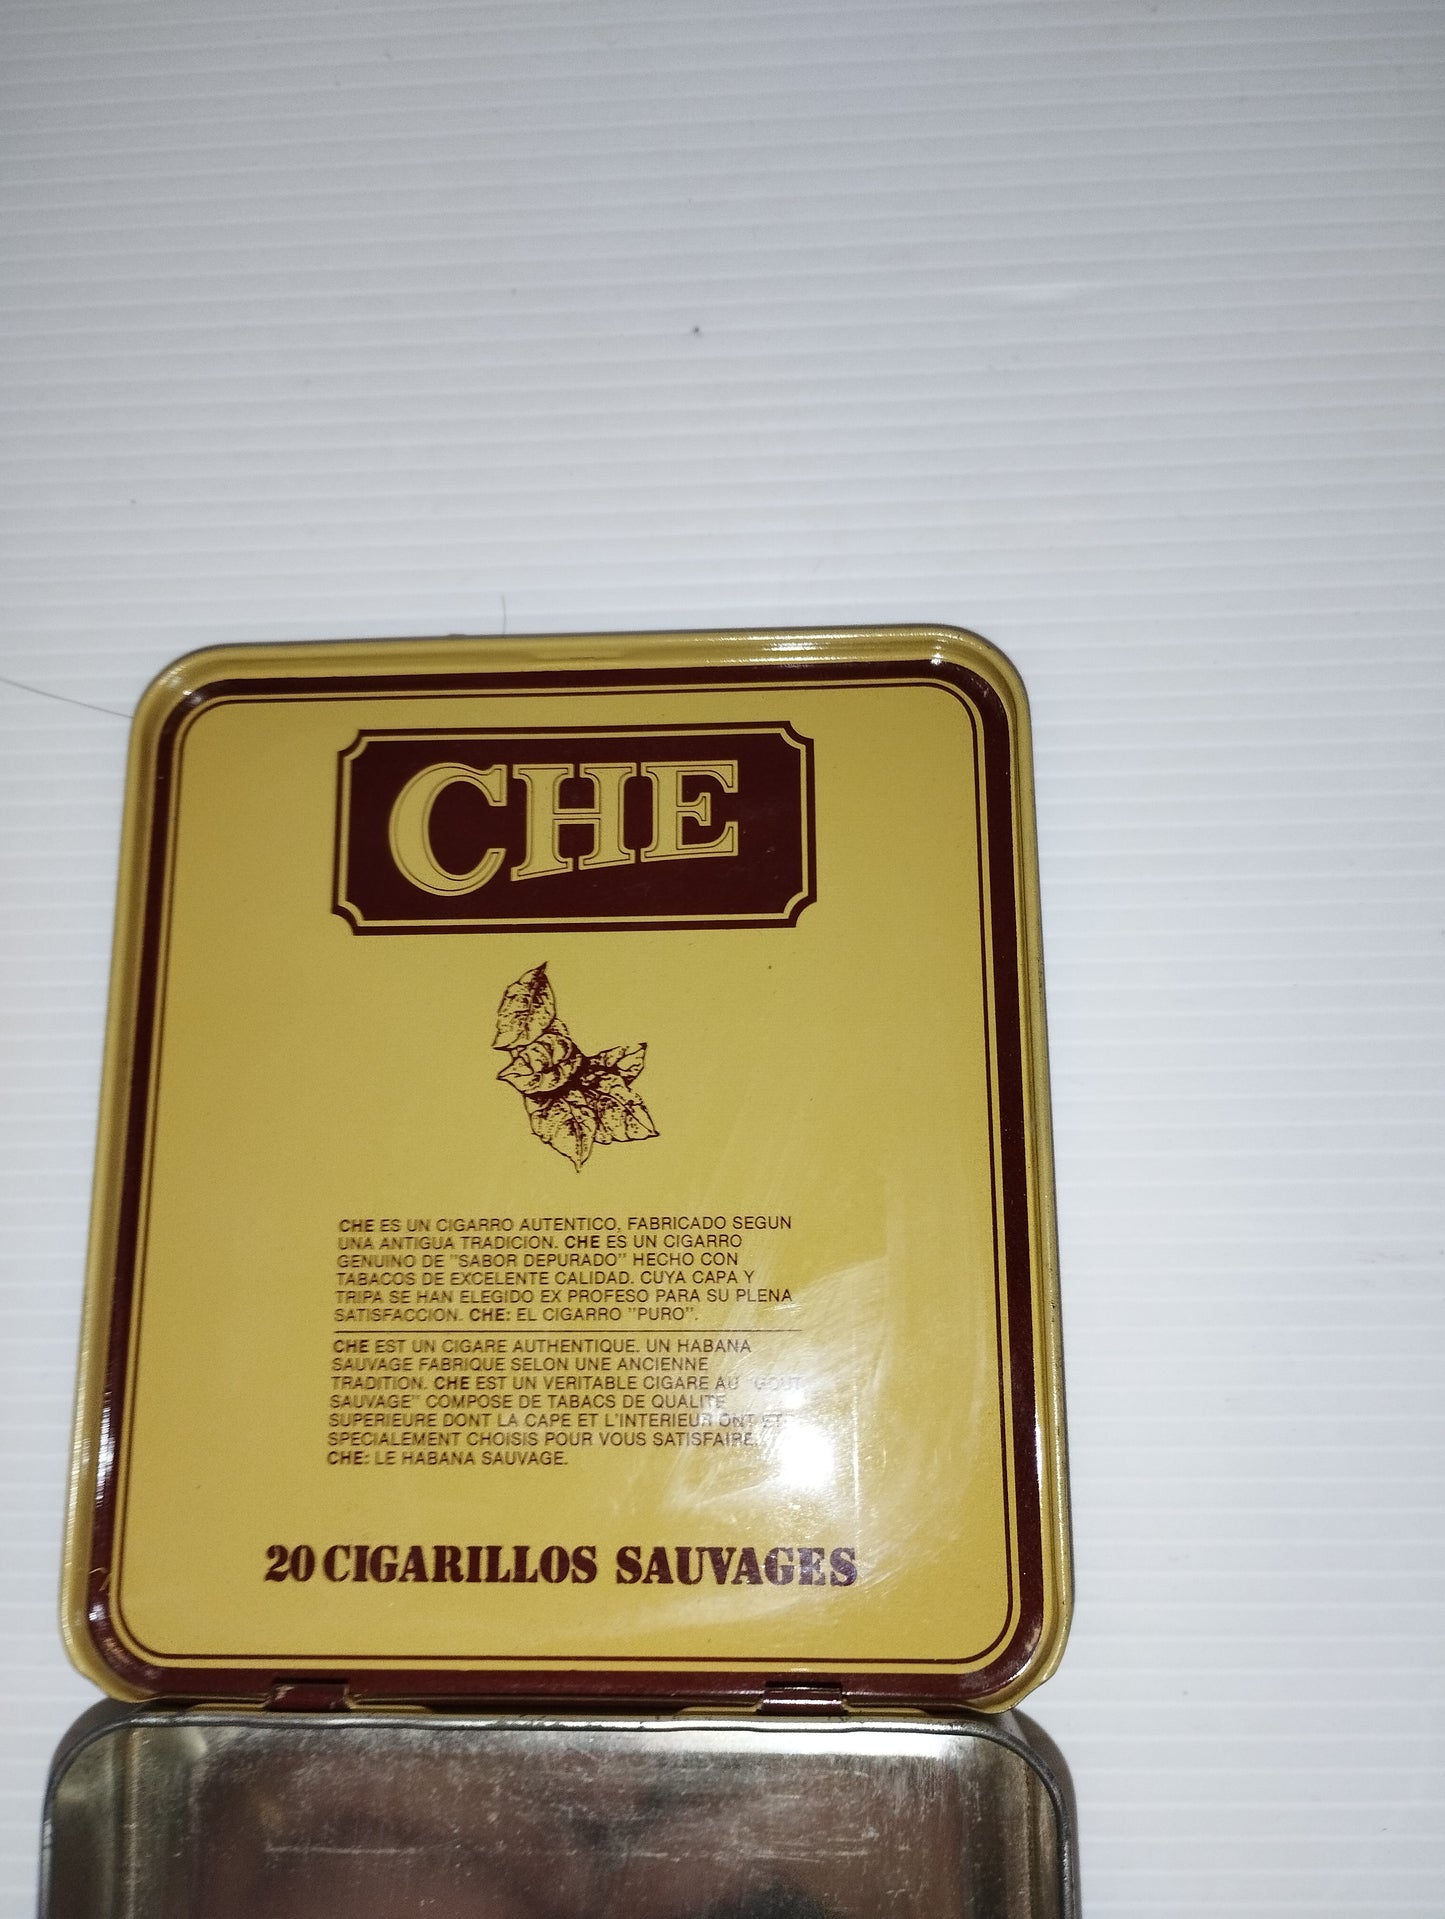 CHE
CHE ES UN CIGARRO AUTENTICO, FABRICADO SEGUN
UNA ANTIGUA TRADICION. CHE ES UN CIGARRO
GENUINO DE "SABOR DEPURADO" HECHO CON
TABACOS DE EXCELENTE CALIDAD. CUYA CAPA Y
TRIPA SE HAN ELEGIDO EX PROFESO PARA SU PLENA
SATISFACCION. CHE: EL CIGARRO "PURO".
CHE EST UN CIGARE AUTHENTIQUE. UN HABANA
SAUVAGE FABRIQUE SELON UNE ANCIENNE
TRADITION. CHE EST UN VERITABLE CIGARE AU "GOUT
SAUVAGE" COMPOSE DE TABACS DE QUALITE
SUPERIEURE DONT LA CAPE ET L'INTERIEUR ONT ETE
SPECIALEMENT CHOISIS POUR VOUS SATISFAIRE.
CHE: LE HABANA SAUVAGE.
20 CIGARILLOS SAUVAGES